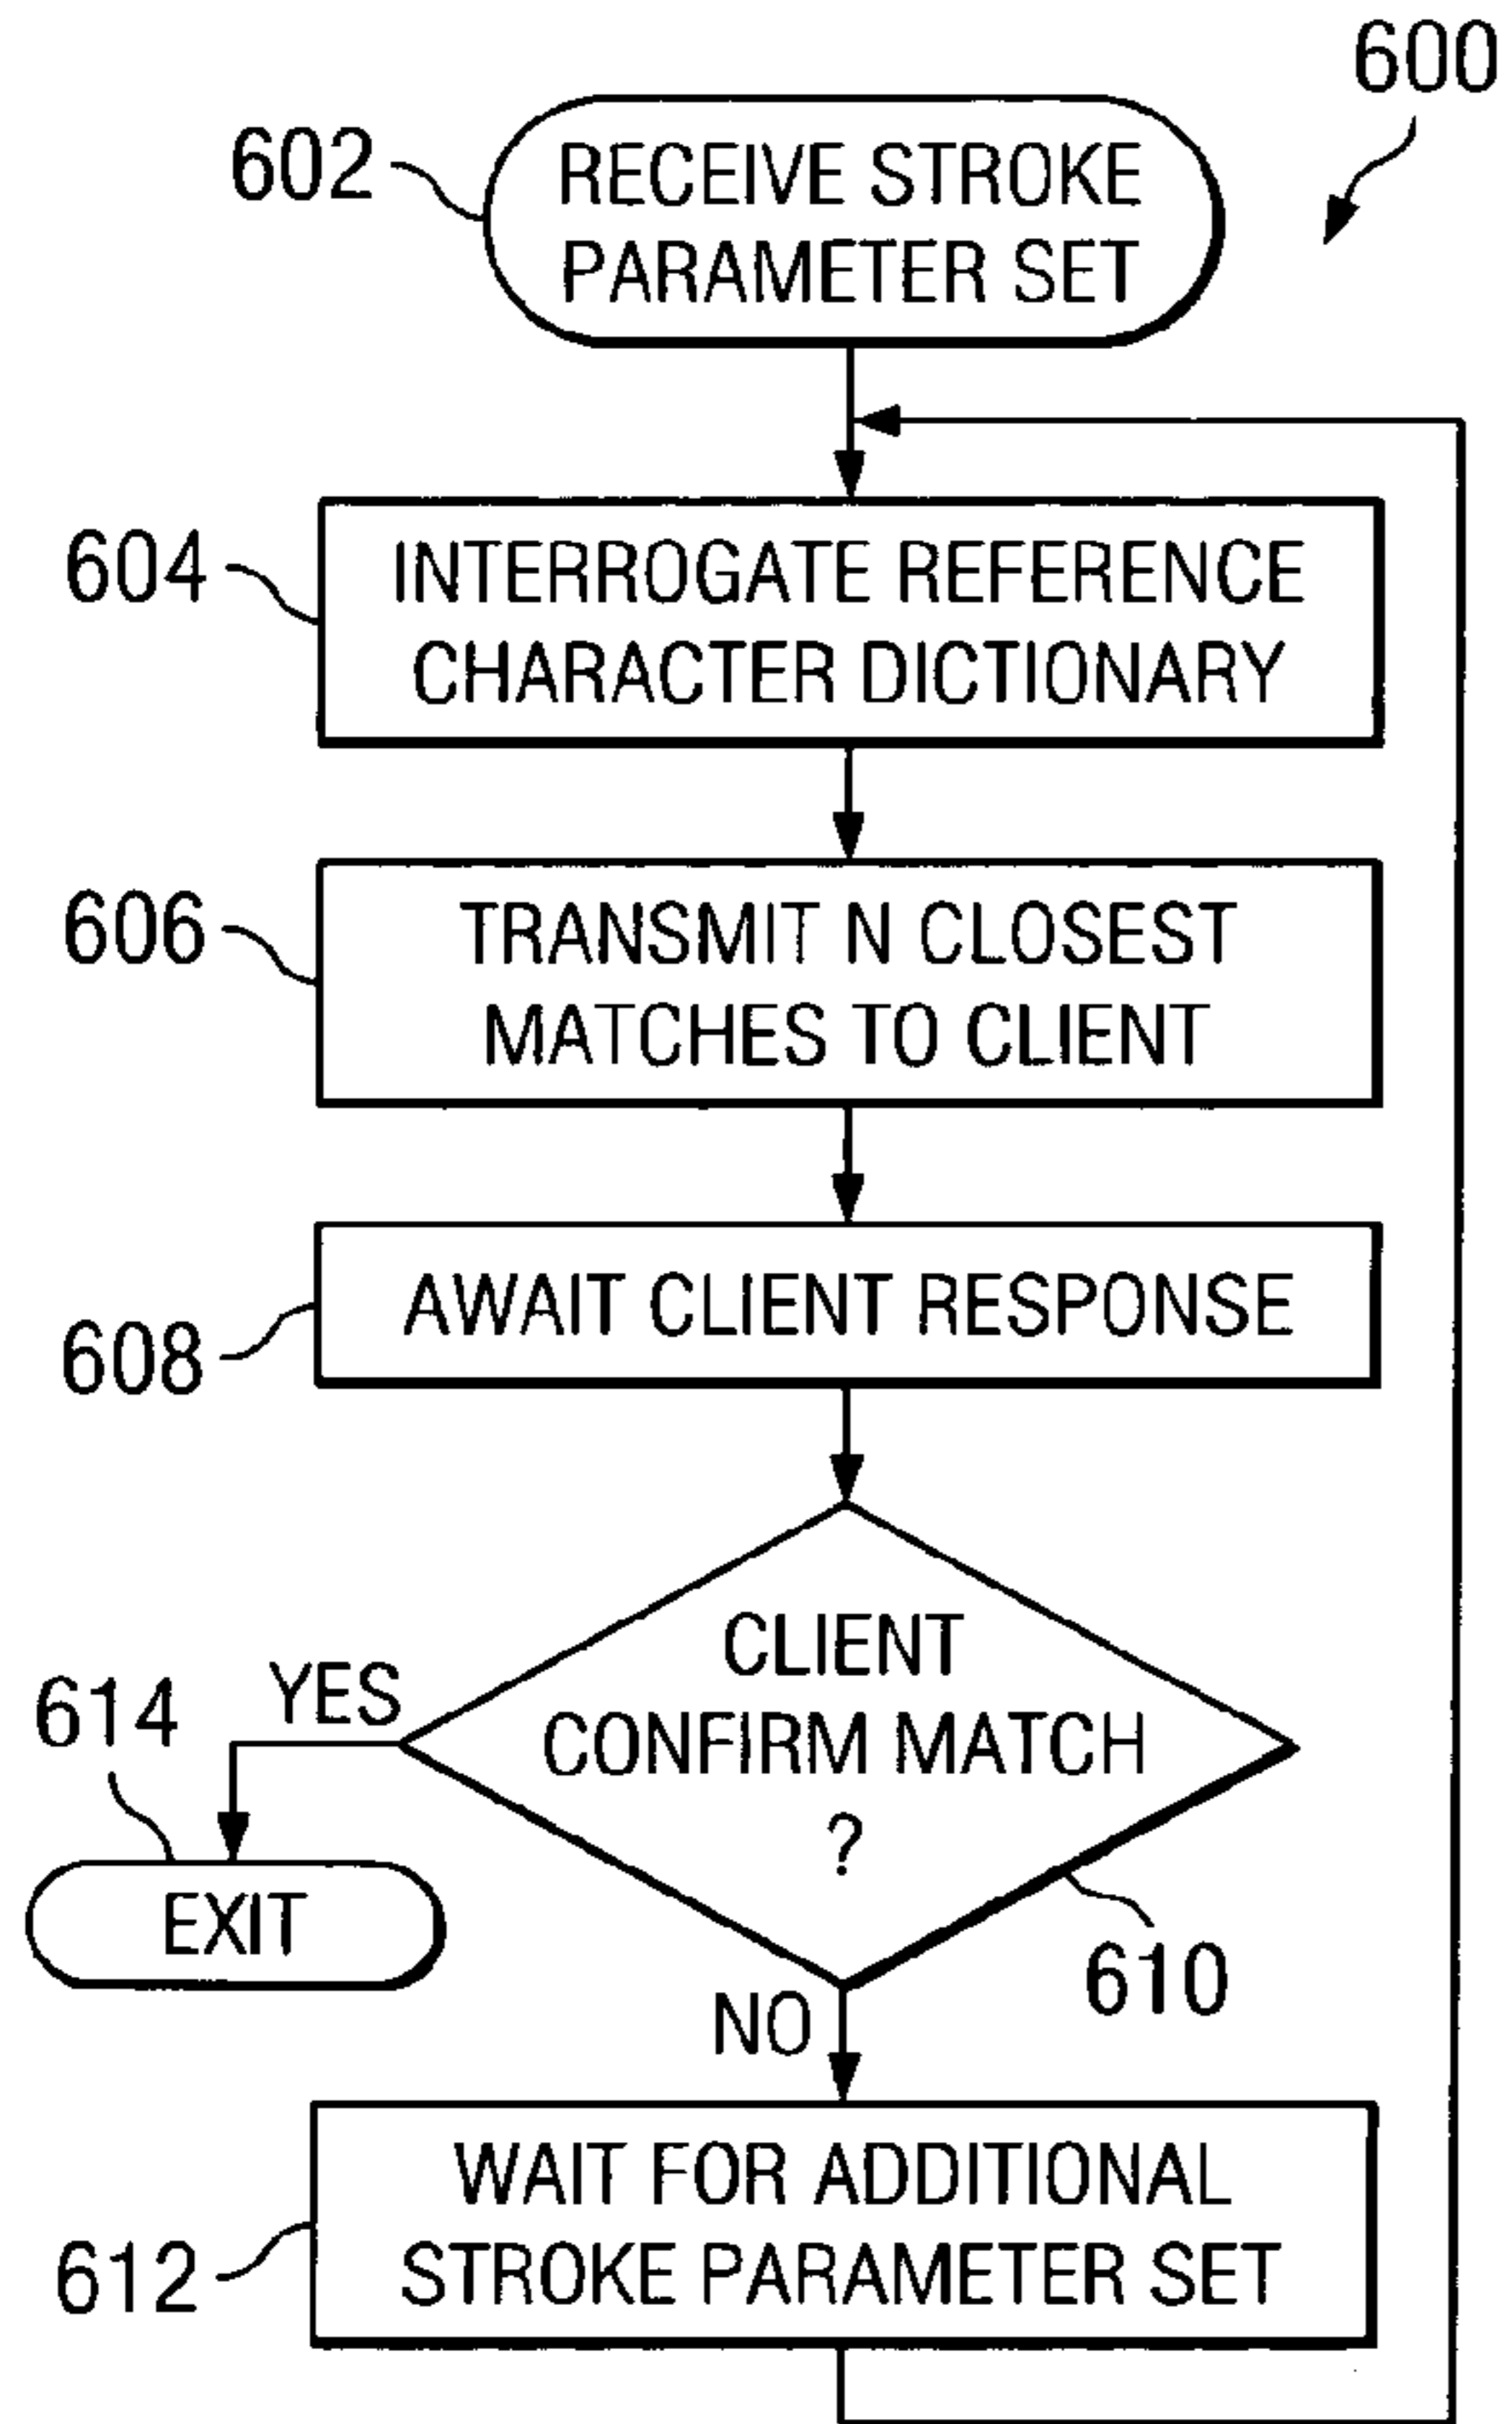 600
602
RECEIVE STROKE
PARAMETER SET
604
INTERROGATE REFERENCE
CHARACTER DICTIONARY
606
TRANSMIT N CLOSEST
MATCHES TO CLIENT
608
AWAIT CLIENT RESPONSE
CLIENT
CONFIRM MATCH
?
610
YES
614
EXIT
NO
612
WAIT FOR ADDITIONAL
STROKE PARAMETER SET